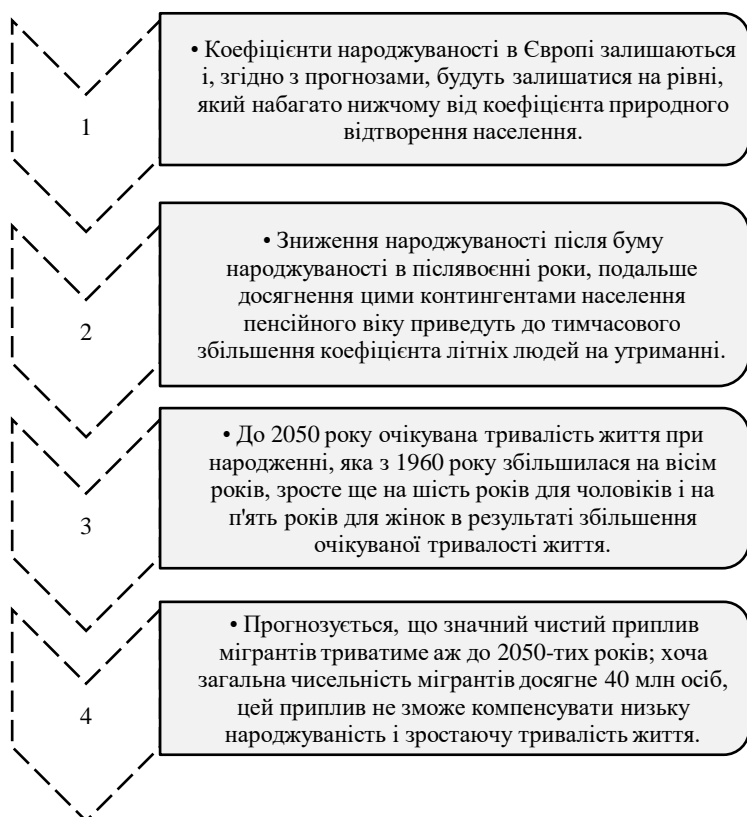 1
• Коефіцієнти народжуваності в Європі залишаються
і, згідно з прогнозами, будуть залишатися на рівні,
який набагато нижчому від коефіцієнта природного
відтворення населення.
2
• Зниження народжуваності після буму
народжуваності в післявоєнні роки, подальше
досягнення цими контингентами населення
пенсійного віку приведуть до тимчасового
збільшення коефіцієнта літніх людей на утриманні.
3
• До 2050 року очікувана тривалість життя при
народженні, яка з 1960 року збільшилася на вісім
років, зросте ще на шість років для чоловіків і на
п'ять років для жінок в результаті збільшення
очікуваної тривалості життя.
4
• Прогнозується, що значний чистий приплив
мігрантів триватиме аж до 2050-тих років; хоча
загальна чисельність мігрантів досягне 40 млн осіб,
цей приплив не зможе компенсувати низьку
народжуваність і зростаючу тривалість життя.